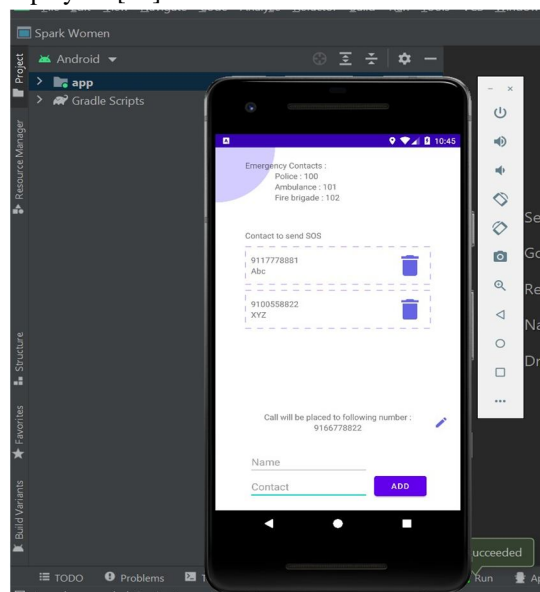 Spark Women
Project
Android
app
Gradle Scripts
Resource Manager
10:45
Emergency Contacts :
Police : 100
Ambulance : 101
Fire brigade : 102
Contact to send SOS
9117778881
Abc
9100558822
XYZ
Call will be placed to following number :
9166778822
Name
Contact
ADD
Structure
Favorites
Build Variants
ucceeded
TODO
Problems
Run